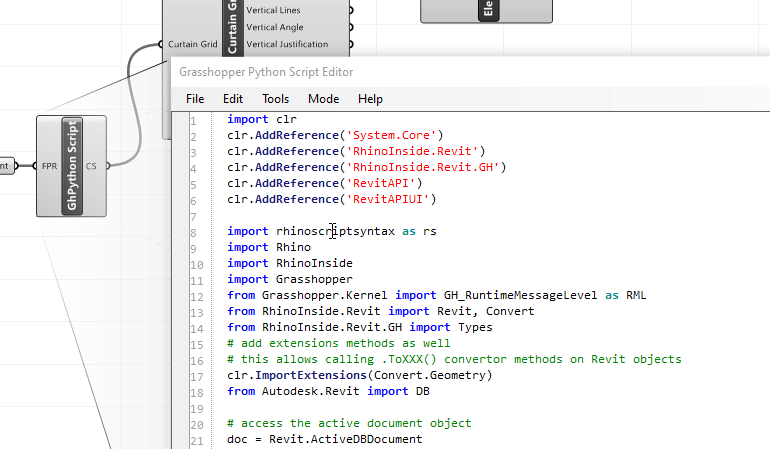 Vertical Lines
Vertical Angle
Curtain Grid
Vertical Justification
Ele
Grasshopper Python Script Editor
File Edit Tools Mode Help
nt
FPR
GhPython Script
CS
1 import clr
2 clr.AddReference('System.Core')
3 clr.AddReference('RhinoInside.Revit')
4 clr.AddReference('RhinoInside.Revit.GH')
5 clr.AddReference('RevitAPI')
6 clr.AddReference('RevitAPIUI')
7
8 import rhinoscriptsyntax as rs
9 import Rhino
10 import RhinoInside
11 import Grasshopper
12 from Grasshopper.Kernel import GH_RuntimeMessageLevel as RML
13 from RhinoInside.Revit import Revit, Convert
14 from RhinoInside.Revit.GH import Types
15 # add extensions methods as well
16 # this allows calling .ToXXX() convertor methods on Revit objects
17 clr.ImportExtensions(Convert.Geometry)
18 from Autodesk.Revit import DB
19
20 # access the active document object
21 doc = Revit.ActiveDBDocument